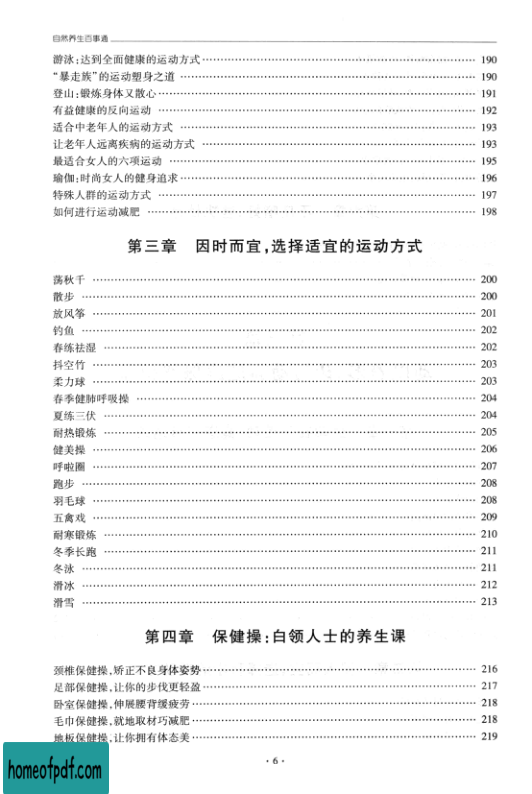 自然养生百事通
游泳:达到全面健康的运动方式 190
“暴走族”的运动塑身之道 190
登山:锻炼身体又散心 191
有益健康的反向运动 192
适合中老年人的运动方式 193
让老年人远离疾病的运动方式 193
最适合女人的六项运动 195
瑜伽:时尚女人的健身追求 196
特殊人群的运动方式 197
如何进行运动减肥 198
第三章 因时而宜,选择适宜的运动方式
荡秋千 200
散步 200
放风筝 201
钓鱼 202
春练祛湿 202
抖空竹 203
柔力球 203
春季健肺呼吸操 204
夏练三伏 204
耐热锻炼 205
健美操 206
呼啦圈 207
跑步 208
羽毛球 208
五禽戏 209
耐寒锻炼 210
冬季长跑 211
冬泳 211
滑冰 212
滑雪 213
第四章 保健操:白领人士的养生课
颈椎保健操,矫正不良身体姿势 216
足部保健操,让你的步伐更轻盈 217
卧室保健操,伸展腰背缓疲劳 218
毛巾保健操,就地取材巧减肥 218
地板保健操,让你拥有体态美 219
· 6 ·
homeofpdf.com